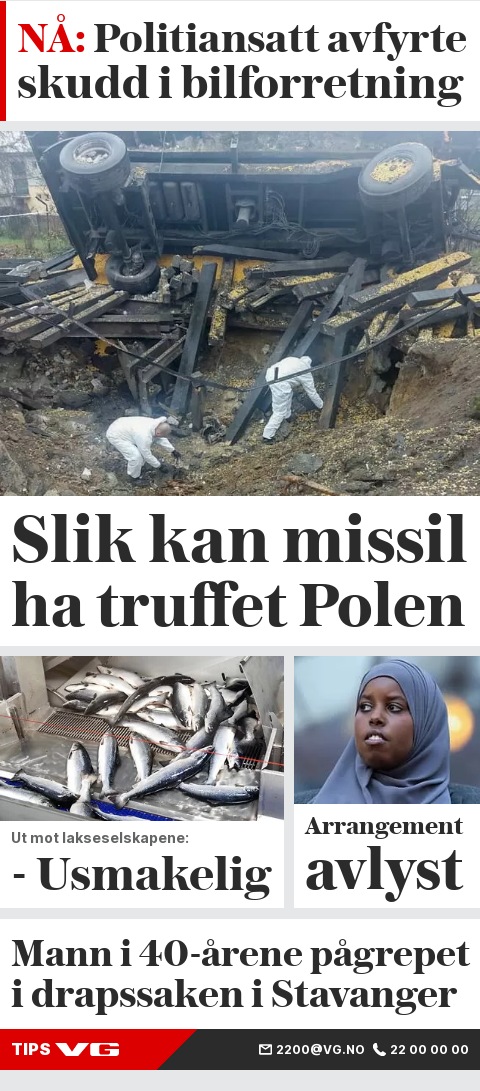 NÅ: Politiansatt avfyrte
skudd i bilforretning
Slik kan missil
ha truffet Polen
Ut mot lakseselskapene:
- Usmakelig
Arrangement
avlyst
Mann i 40-årene pågrepet
i drapssaken i Stavanger
TIPS VG 2200@VG.NO 22 00 00 00